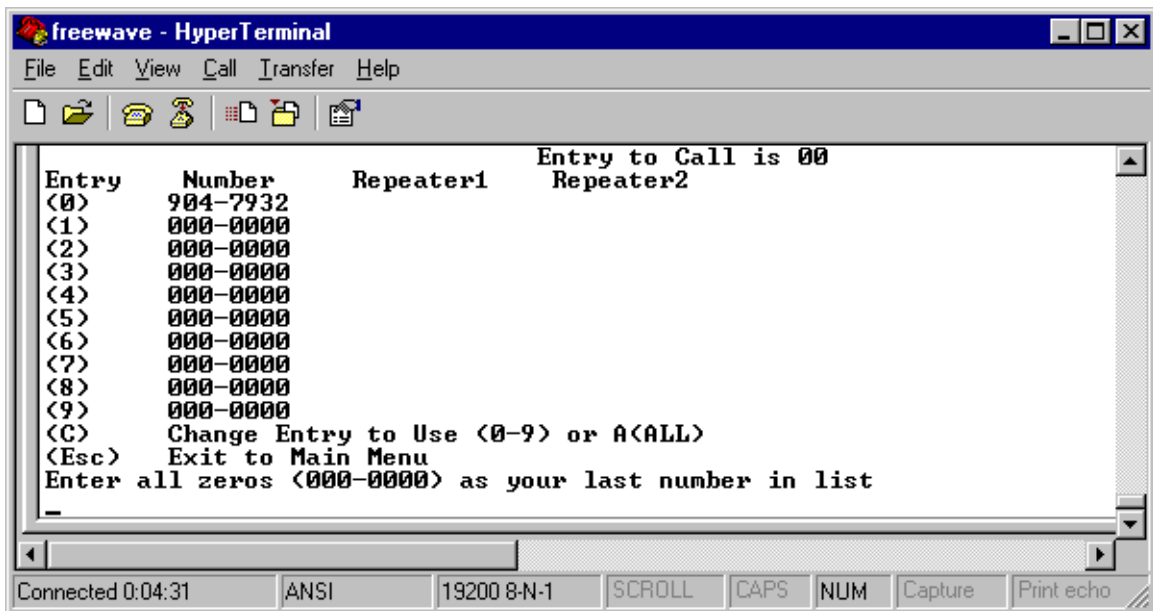 freewave - HyperTerminal
File Edit View Call Transfer Help
Entry to Call is 00
Entry Number Repeater1 Repeater2
(0) 904-7932
(1) 000-0000
(2) 000-0000
(3) 000-0000
(4) 000-0000
(5) 000-0000
(6) 000-0000
(7) 000-0000
(8) 000-0000
(9) 000-0000
(C) Change Entry to Use (0-9) or A(ALL)
(Esc) Exit to Main Menu
Enter all zeros (000-0000) as your last number in list
Connected 0:04:31 ANSI 19200 8-N-1 SCROLL CAPS NUM Capture Print echo